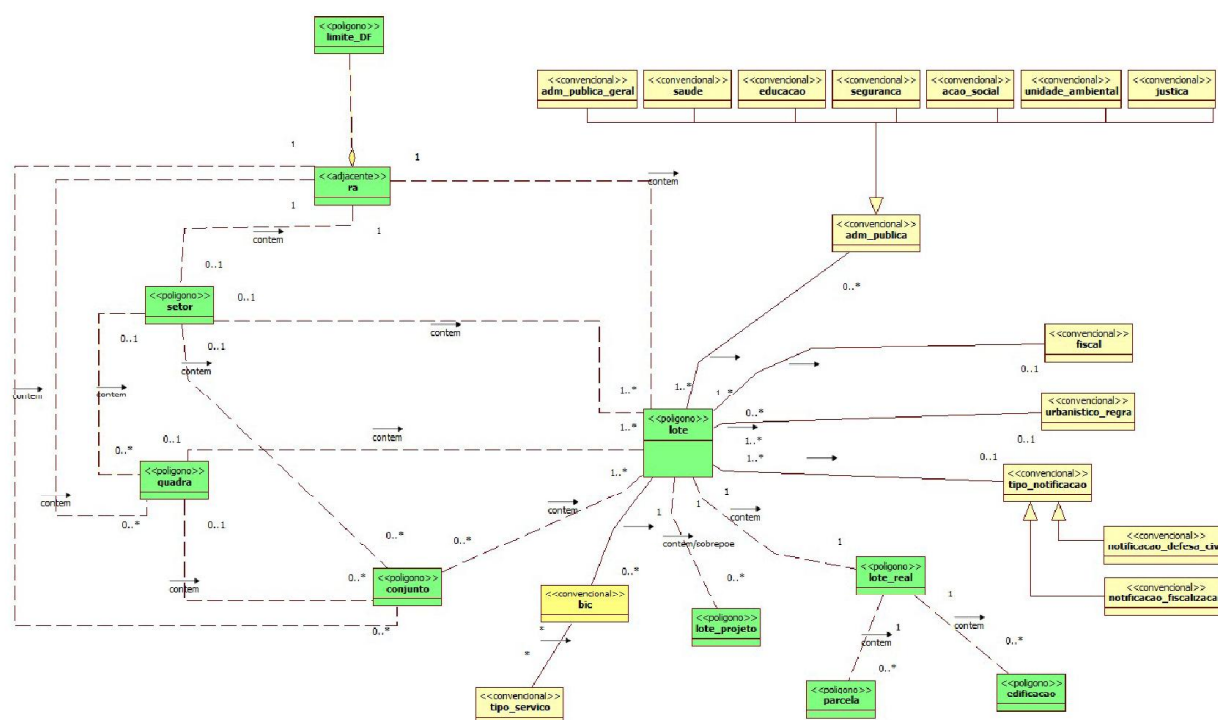 <<poligono>>
limite_DF
<<convencional>>
adm_publica_geral
<<convencional>>
saude
<<convencional>>
educacao
<<convencional>>
seguranca
<<convencional>>
acao_social
<<convencional>>
unidade_ambiental
<<convencional>>
justica
1
1
<<adjacente>>
ra
contem
1
1
contem
<<convencional>>
adm_publica
0..1
0..*
<<poligono>>
setor
0..1
contem
0..1
0..1
contem
<<convencional>>
fiscal
0..1
contem
contem
1..*
1..*
1..*
<<convencional>>
urbanistico_regra
0..*
<<poligono>>
lote
1..*
0..1
contem
0..1
1..*
1..*
0..1
0..*
<<poligono>>
quadra
1..*
<<convencional>>
tipo_notificacao
contem
contem
0..*
0..1
1
1
contem
contém/sobrepoe
0..*
0..*
1
<<convencional>>
notificacao_defesa_civ
contem
0..*
<<poligono>>
conjunto
0..*
0..*
<<poligono>>
lote_real
<<convencional>>
notificacao_fiscalizacao
<<convencional>>
bic
0..*
<<poligono>>
lote_projeto
*
*
1
1
contem
contem
0..*
0..*
<<poligono>>
parcela
<<poligono>>
edificacao
<<convencional>>
tipo_servico